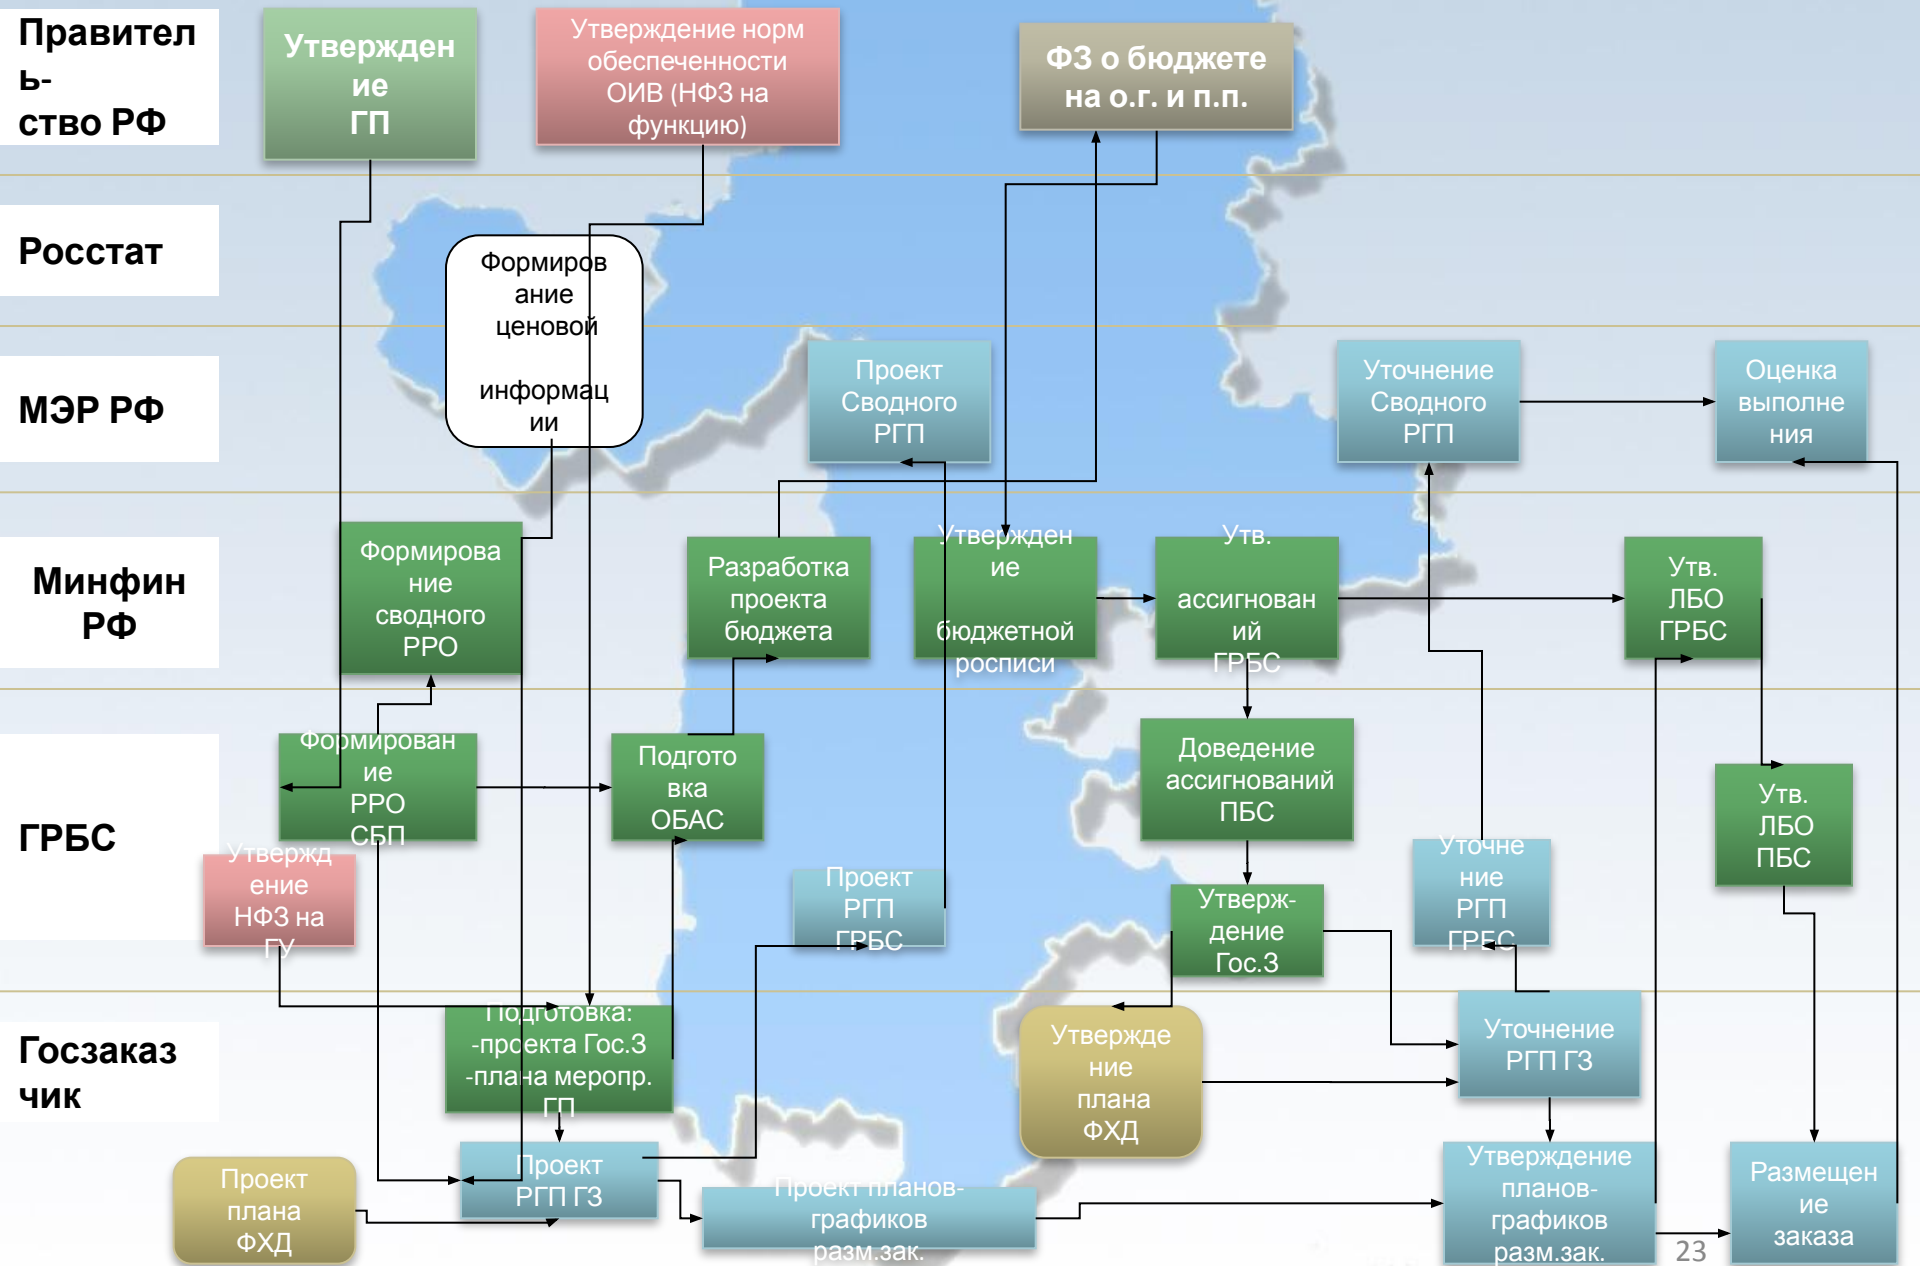 Правител
ь-
ство РФ
Утвержден
ие
ГП
Утверждение норм
обеспеченности
ОИВ (НФЗ на
функцию)
ФЗ о бюджете
на о.г. и п.п.
Росстат
Формиров
ание
ценовой
информац
ии
МЭР РФ
Проект
Сводного
РГП
Уточнение
Сводного
РГП
Оценка
выполне
ния
Минфин
РФ
Формирова
ние
сводного
РРО
Разработка
проекта
бюджета
Утвержден
ие
бюджетной
росписи
Утв.
ассигнован
ий
ГРБС
Утв.
ЛБО
ГРБС
ГРБС
Формирован
ие
РРО
СБП
Подгото
вка
ОБАС
Доведение
ассигнований
ПБС
Утв.
ЛБО
ПБС
Утвержд
ение
НФЗ на
ГУ
Проект
РГП
ГРБС
Утверж-
дение
Гос.З
Уточне
ние
РГП
ГРБС
Госзаказ
чик
Подготовка:
-проекта Гос.З
-плана меропр.
ГП
Утвержде
ние
плана
ФХД
Уточнение
РГП ГЗ
Проект
плана
ФХД
Проект
РГП ГЗ
Проект планов-
графиков
разм.зак.
Утверждение
планов-
графиков
разм.зак.
Размещен
ие
заказа
23